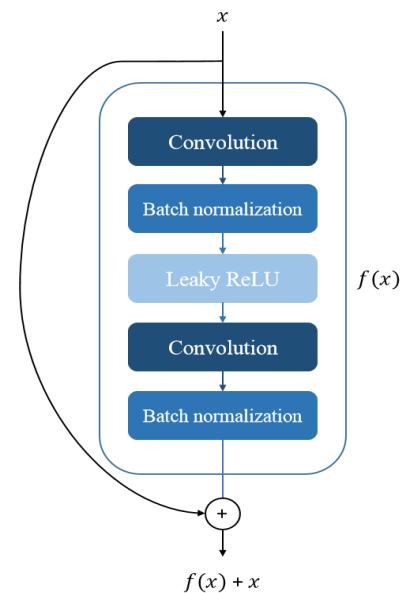 x
Convolution
Batch normalization
Leaky ReLU
f(x)
Convolution
Batch normalization
+
f(x) + x